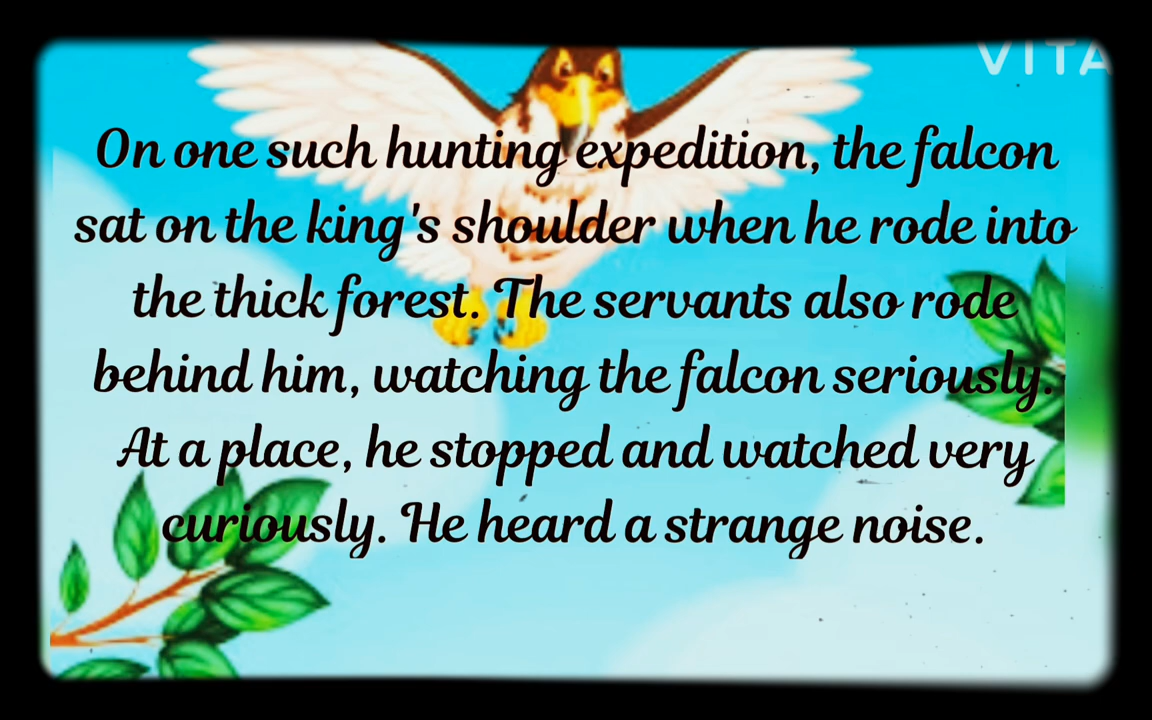 VITA
On one such hunting expedition, the falcon
sat on the king's shoulder when he rode into
the thick forest. The servants also rode
behind him, watching the falcon seriously.
At a place, he stopped and watched very
curiously. He heard a strange noise.